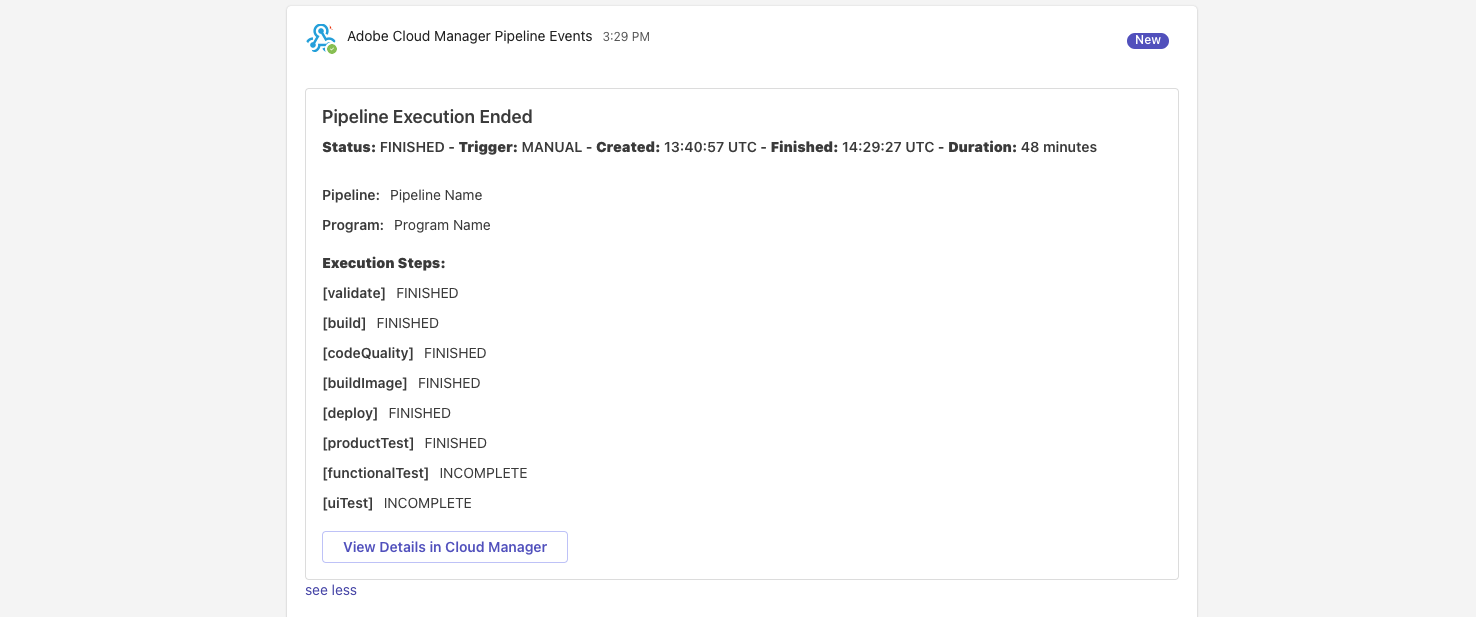 Adobe Cloud Manager Pipeline Events 3:29 PM
New
Pipeline Execution Ended
Status: FINISHED - Trigger: MANUAL - Created: 13:40:57 UTC - Finished: 14:29:27 UTC - Duration: 48 minutes
Pipeline: Pipeline Name
Program: Program Name
Execution Steps:
[validate] FINISHED
[build] FINISHED
[codeQuality] FINISHED
[buildImage] FINISHED
[deploy] FINISHED
[productTest] FINISHED
[functionalTest] INCOMPLETE
[uiTest] INCOMPLETE
View Details in Cloud Manager
see less